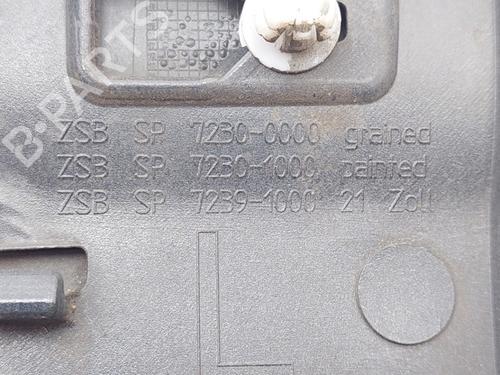 B-PARTS
ZSB SP 7230-0000 grained
ZSB SP 7230-1000 painted
ZSB SP 7239-1000 21 Zoll
L